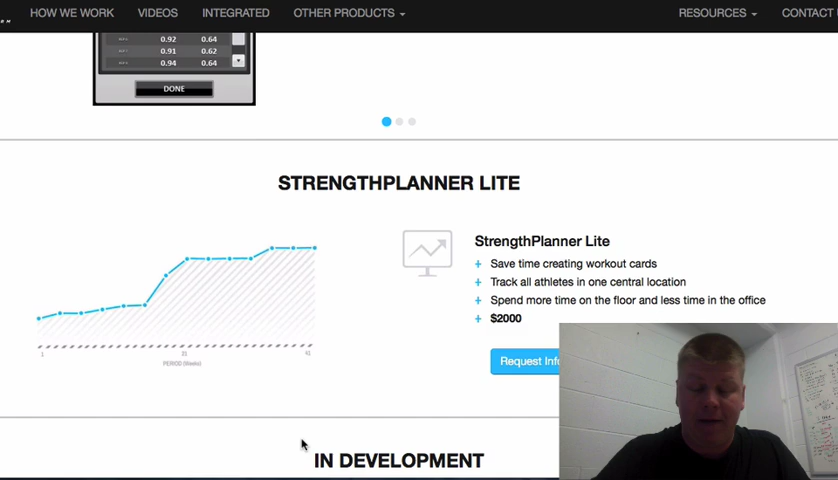 HOW WE WORK VIDEOS INTEGRATED OTHER PRODUCTS RESOURCES CONTACT
0.92 0.64
0.91 0.62
0.94 0.64
DONE
STRENGTHPLANNER LITE
StrengthPlanner Lite
+ Save time creating workout cards
+ Track all athletes in one central location
+ Spend more time on the floor and less time in the office
+ $2000
Request Inf
1
PERIOD (Weeks)
IN DEVELOPMENT